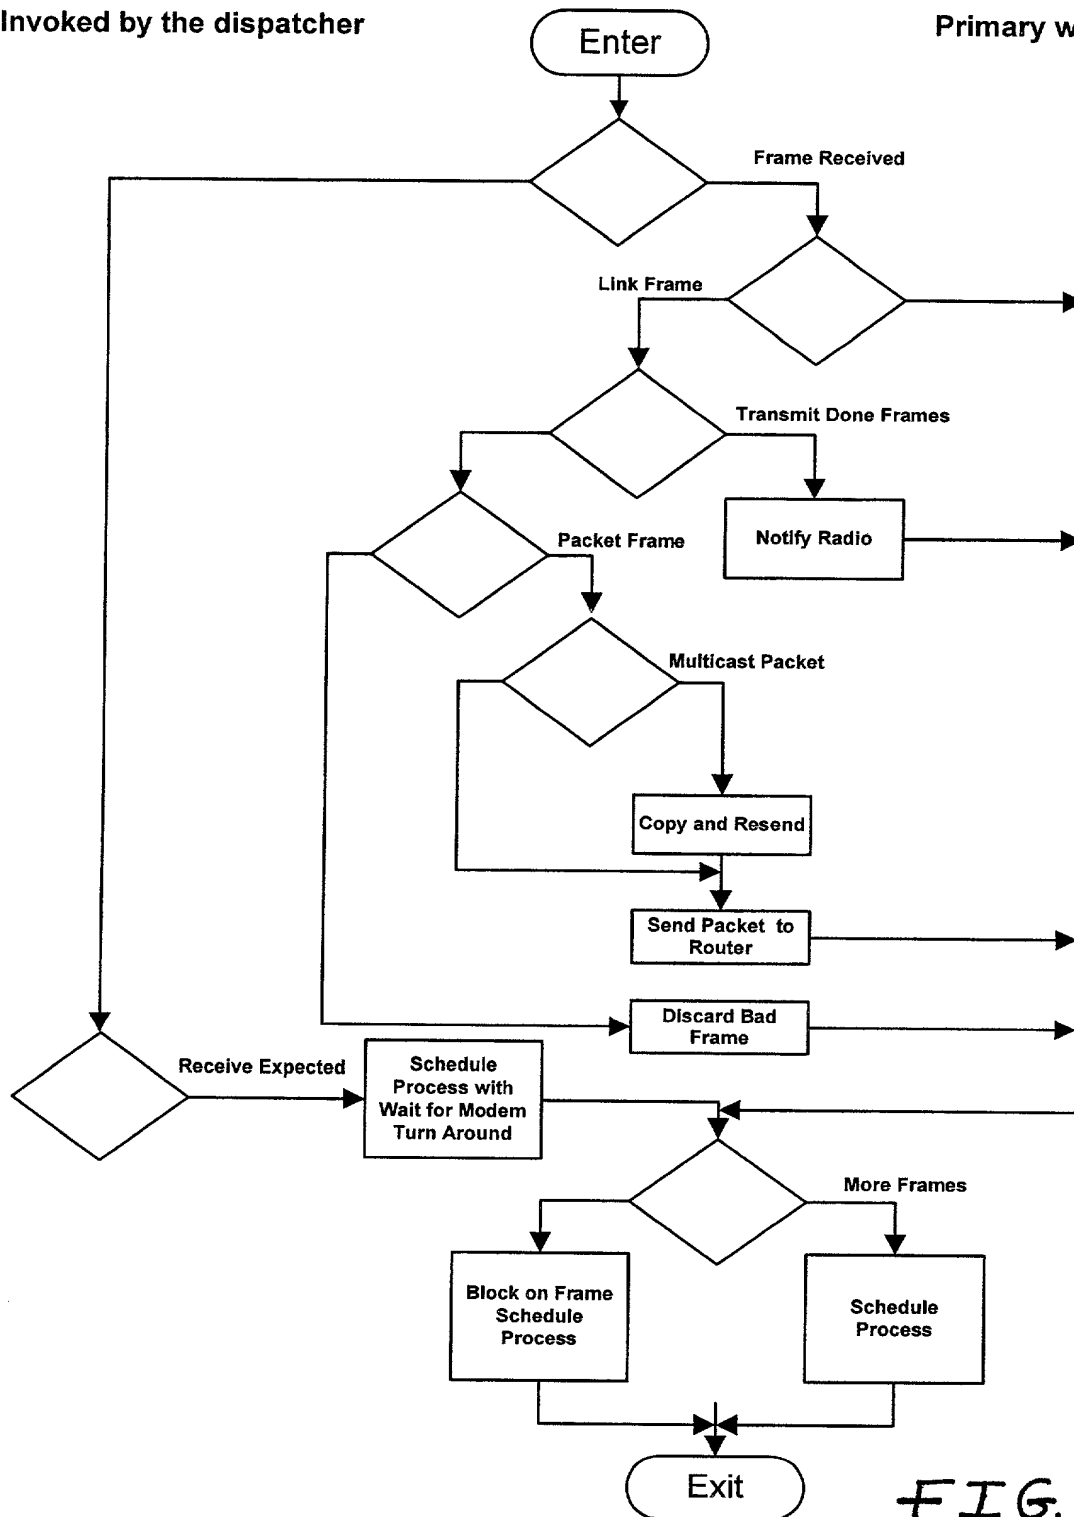 Invoked by the dispatcher
Primary w
Enter
Frame Received
Link Frame
Transmit Done Frames
Notify Radio
Packet Frame
Multicast Packet
Copy and Resend
Send Packet to
Router
Discard Bad
Frame
Receive Expected
Schedule
Process with
Wait for Modem
Turn Around
More Frames
Block on Frame
Schedule
Process
Schedule
Process
Exit
FIG.